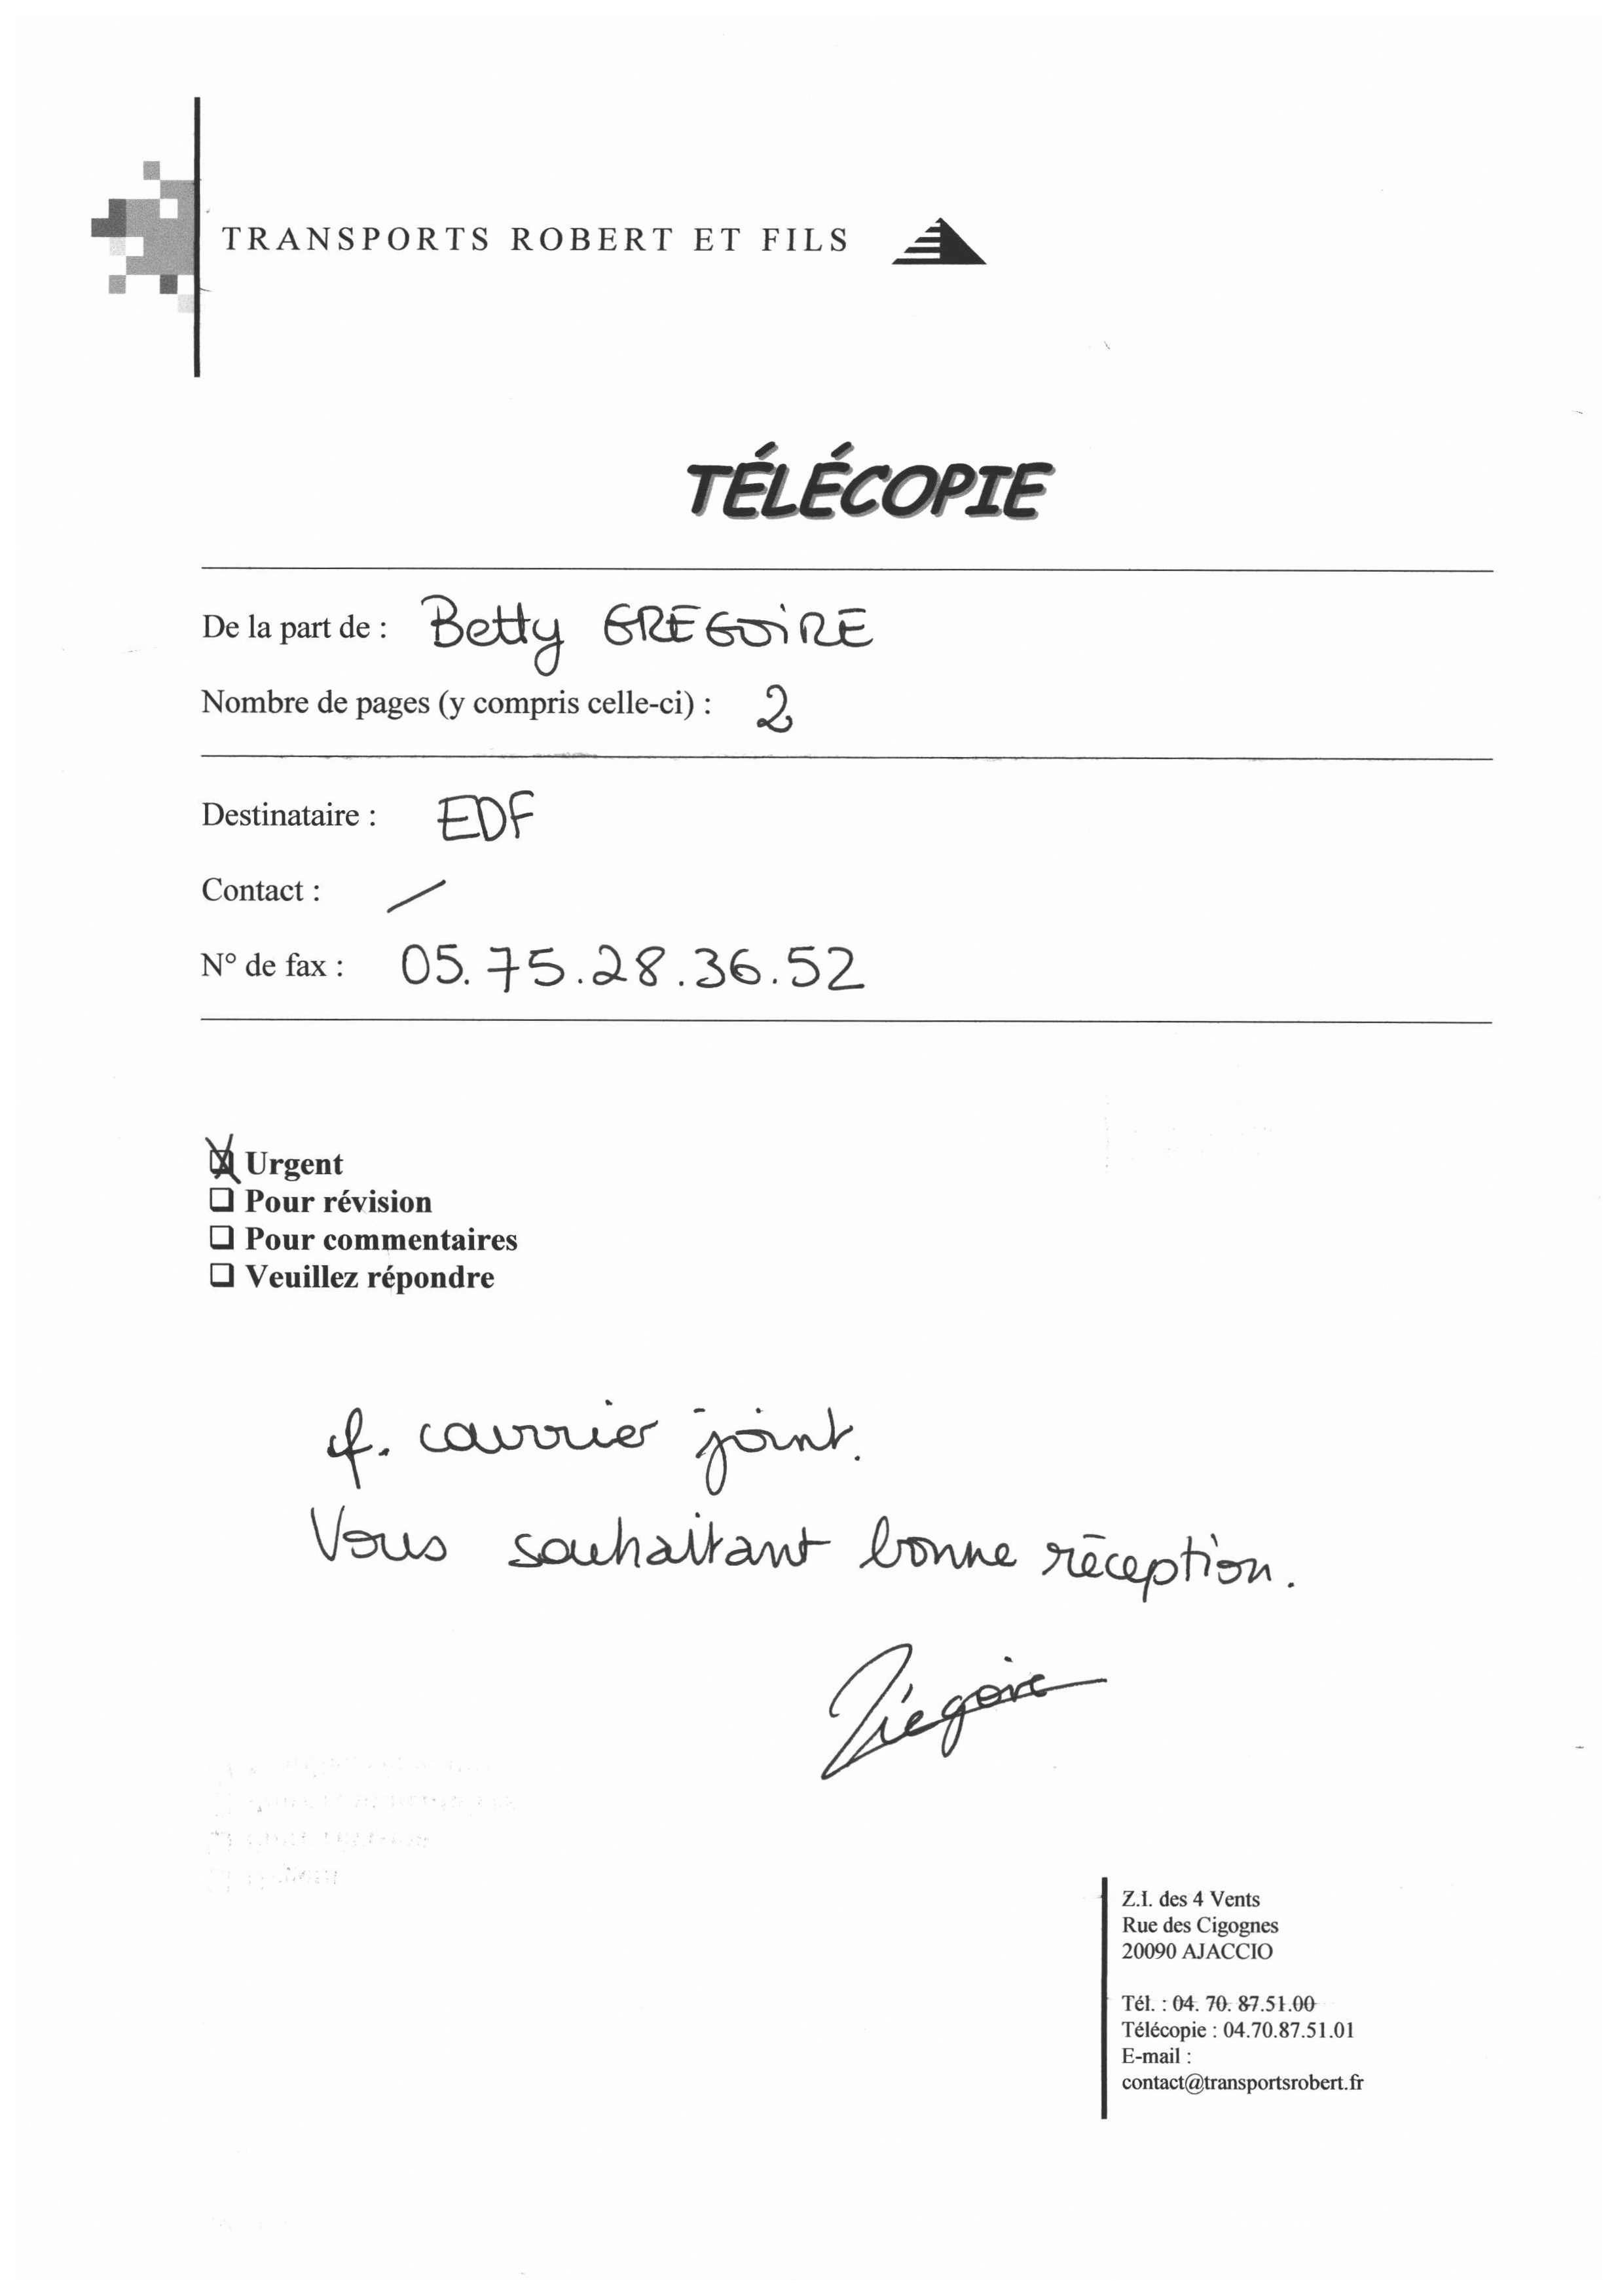 TRANSPORTS ROBERT ET FILS
TÉLÉCOPIE
De la part de : Betty GREGOIRE
Nombre de pages (y compris celle-ci) : 2
Destinataire : EDF
Contact : /
N° de fax : 05.75.28.36.52
Urgent
Pour révision
Pour commentaires
Veuillez répondre
cf. courrier joint.
Vous souhaitant bonne réception.
Grégoire
Z.I. des 4 Vents
Rue des Cigognes
20090 AJACCIO
Tél. : 04. 70. 87.51.00
Télécopie : 04.70.87.51.01
E-mail :
contact@transportsrobert.fr